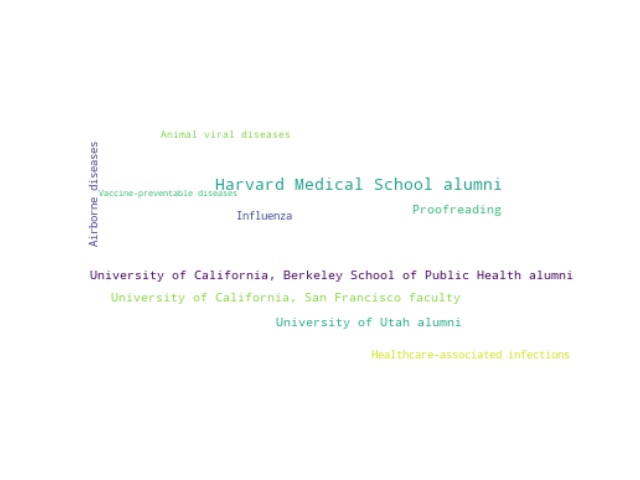 Animal viral diseases
Airborne diseases
Harvard Medical School alumni
Vaccine-preventable diseases
Proofreading
Influenza
University of California, Berkeley School of Public Health alumni
University of California, San Francisco faculty
University of Utah alumni
Healthcare-associated infections